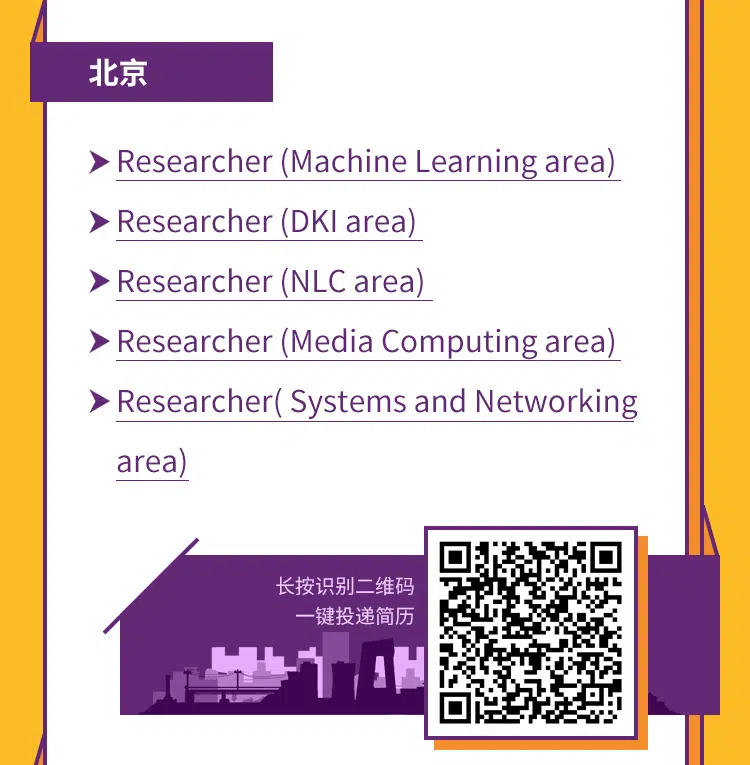 北京
Researcher (Machine Learning area)
Researcher (DKI area)
Researcher (NLC area)
Researcher (Media Computing area)
Researcher( Systems and Networking
area)
长按识别二维码
一键投递简历